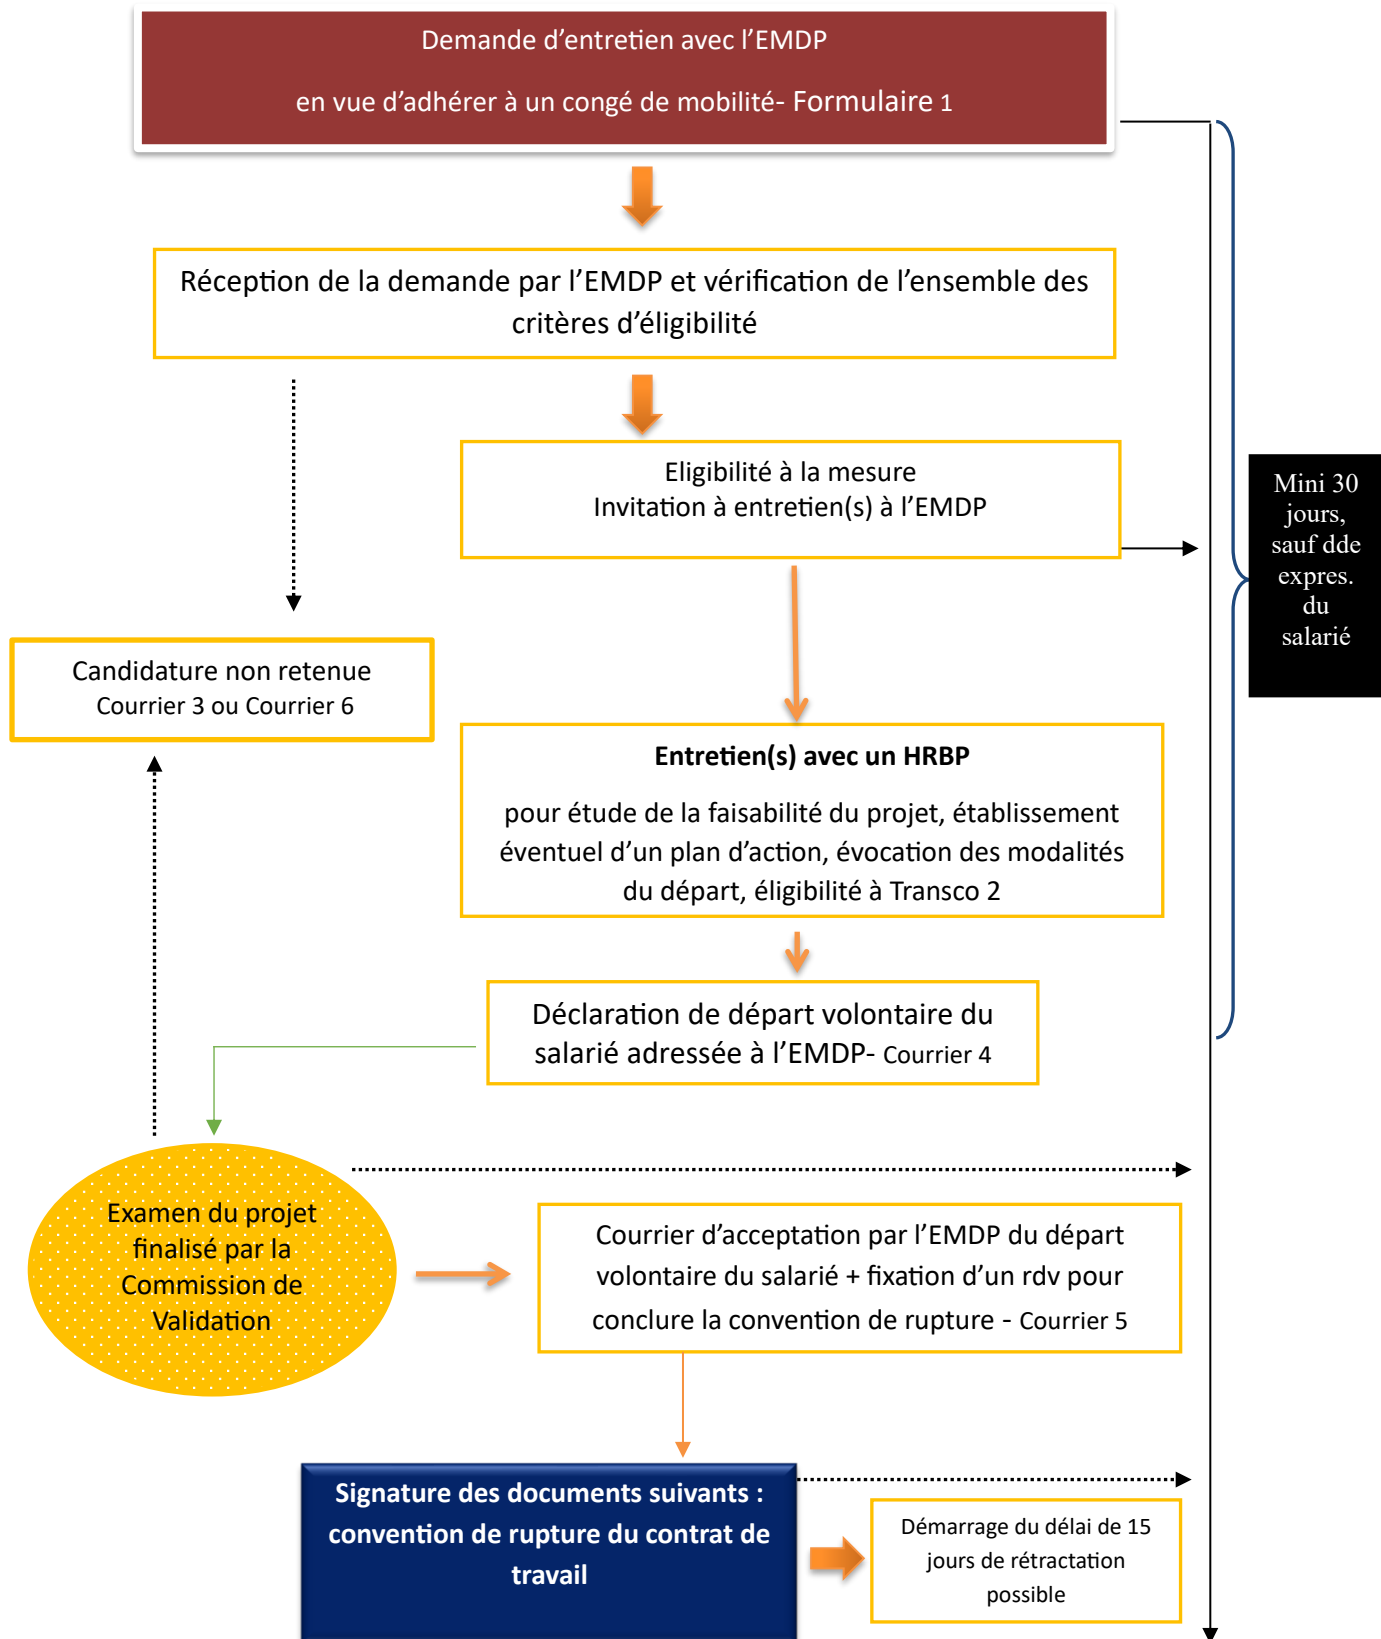 Demande d'entretien avec l'EMDP
en vue d'adhérer à un congé de mobilité- Formulaire 1
Réception de la demande par l'EMDP et vérification de l'ensemble des
critères d'éligibilité
Eligibilité à la mesure
Invitation à entretien(s) à l'EMDP
Mini 30
jours,
sauf dde
expres.
du
salarié
Candidature non retenue
Courrier 3 ou Courrier 6
Entretien(s) avec un HRBP
pour étude de la faisabilité du projet, établissement
éventuel d'un plan d'action, évocation des modalités
du départ, éligibilité à Transco 2
Déclaration de départ volontaire du
salarié adressée à l'EMDP- Courrier 4
Examen du projet
finalisé par la
Commission de
Validation
Courrier d'acceptation par l'EMDP du départ
volontaire du salarié + fixation d'un rdv pour
conclure la convention de rupture - Courrier 5
Signature des documents suivants :
convention de rupture du contrat de
travail
Démarrage du délai de 15
jours de rétractation
possible